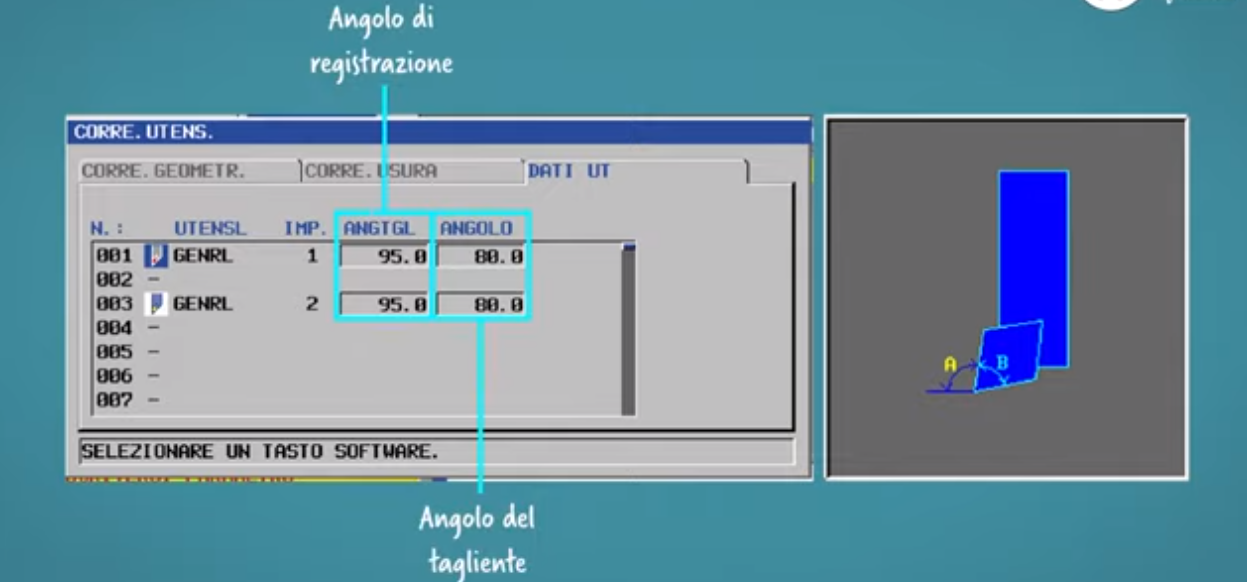 Angolo di
registrazione
CORRE. UTENS.
CORRE. GEOMETR. CORRE. USURA DATI UT
N. : UTENSL IMP. ANGTGL ANGOLO
001 GENRL 1 95.0 80.0
002 -
003 GENRL 2 95.0 80.0
004 -
005 -
006 -
007 -
SELEZIONARE UN TASTO SOFTWARE.
A B
Angolo del
tagliente